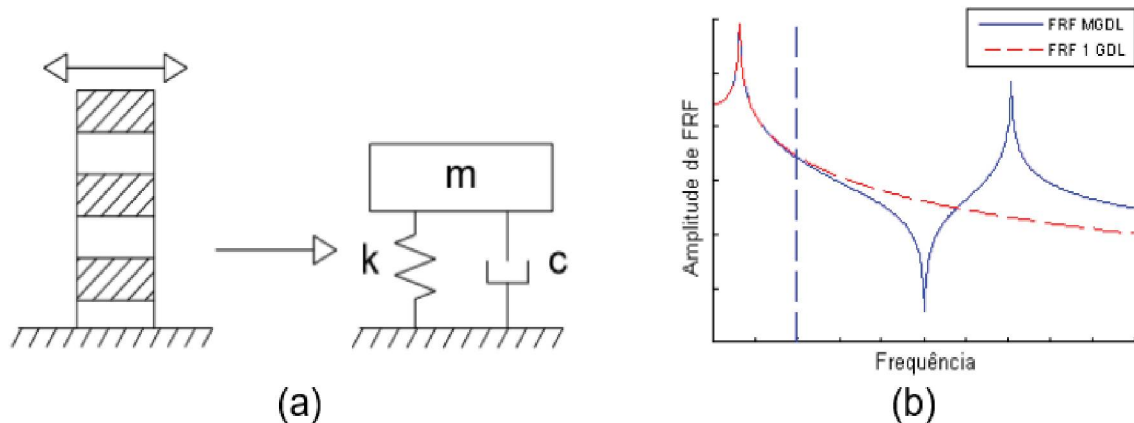 m
k
c
(a)
FRF MGDL
FRF 1 GDL
Amplitude de FRF
Frequência
(b)